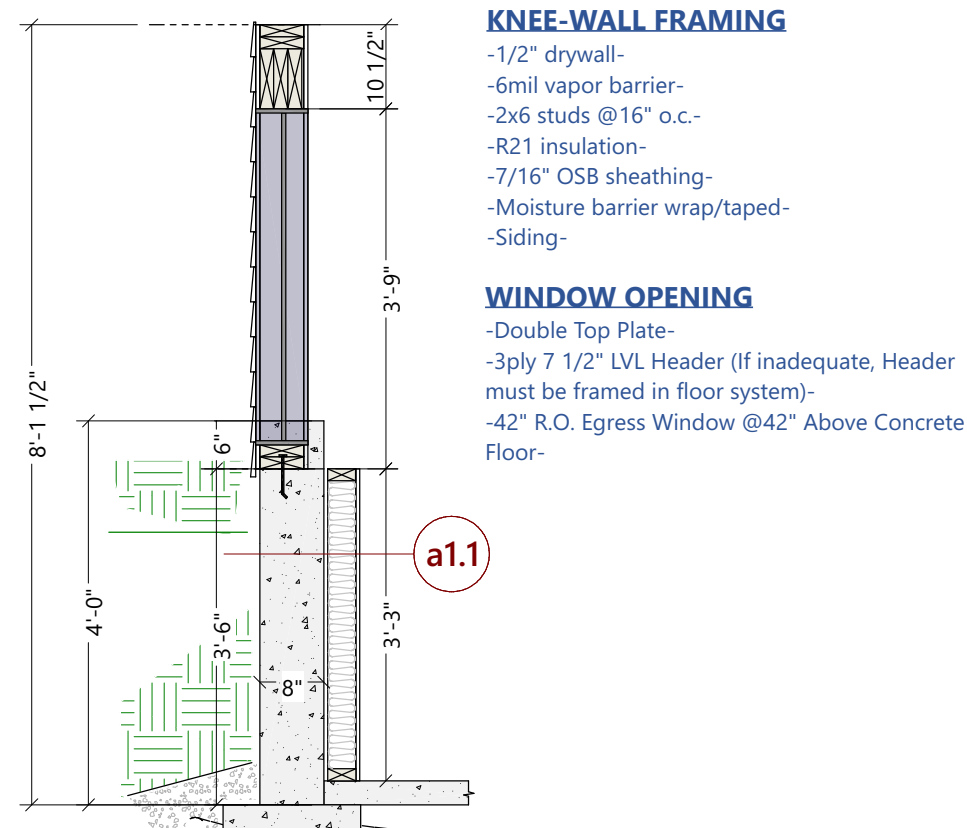 KNEE-WALL FRAMING
-1/2" drywall-
-6mil vapor barrier-
-2x6 studs @16" o.c.-
-R21 insulation-
-7/16" OSB sheathing-
-Moisture barrier wrap/taped-
-Siding-
WINDOW OPENING
-Double Top Plate-
-3ply 7 1/2" LVL Header (If inadequate, Header
must be framed in floor system)-
-42" R.O. Egress Window @42" Above Concrete
Floor-
10 1/2"
3'-9"
8'-1 1/2"
6"
a1.1
4'-0"
3'-6"
3'-3"
8"